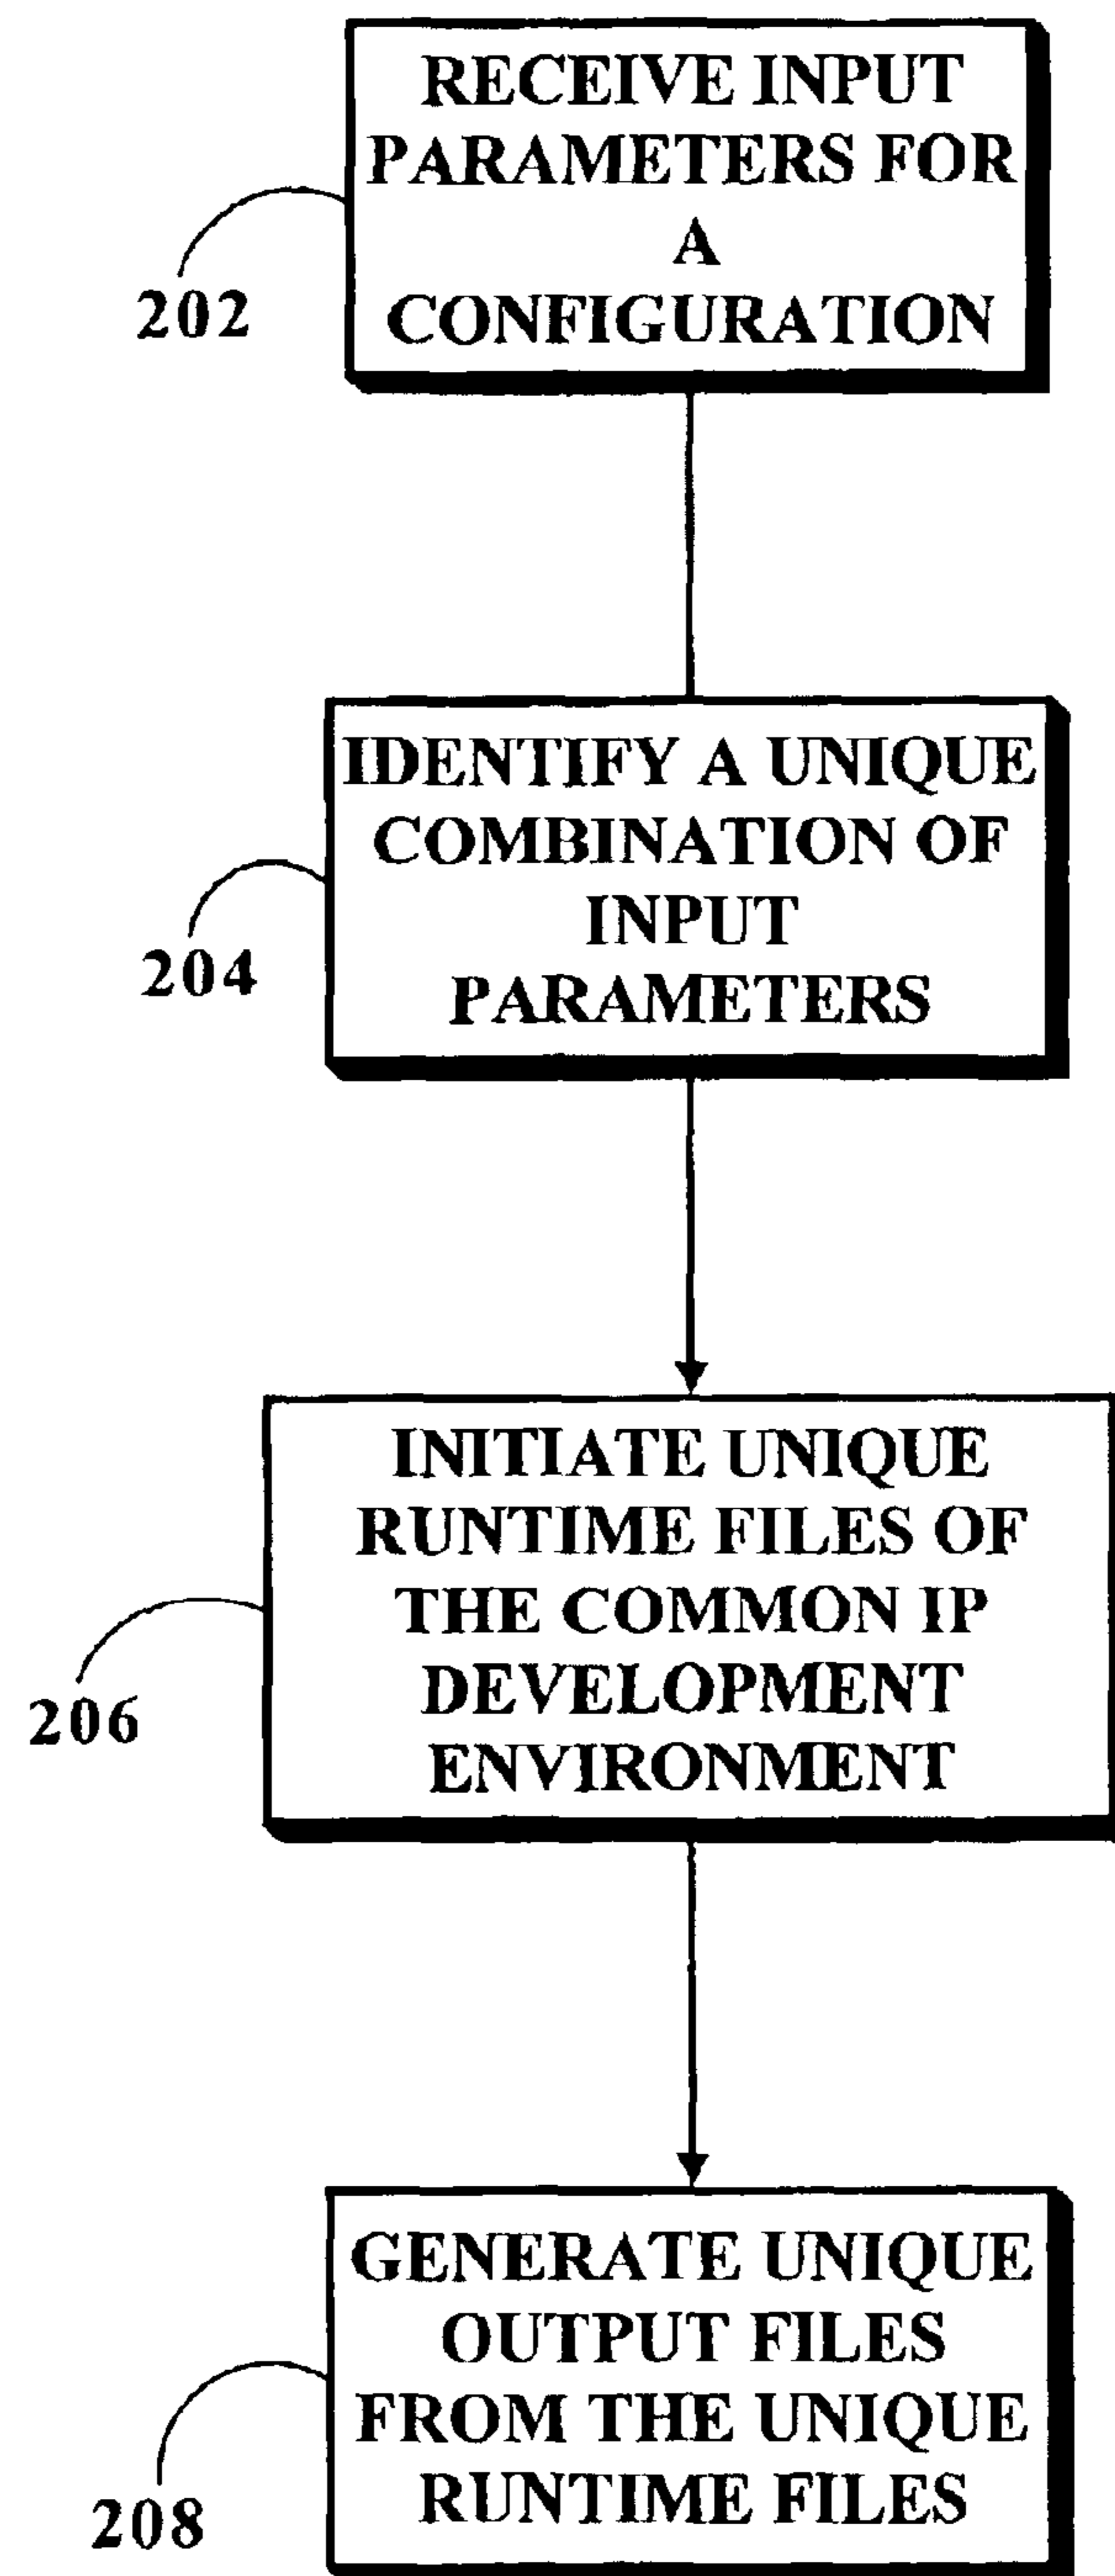 RECEIVE INPUT
PARAMETERS FOR
A
CONFIGURATION
202
IDENTIFY A UNIQUE
COMBINATION OF
INPUT
PARAMETERS
204
INITIATE UNIQUE
RUNTIME FILES OF
THE COMMON IP
DEVELOPMENT
ENVIRONMENT
206
GENERATE UNIQUE
OUTPUT FILES
FROM THE UNIQUE
RUNTIME FILES
208